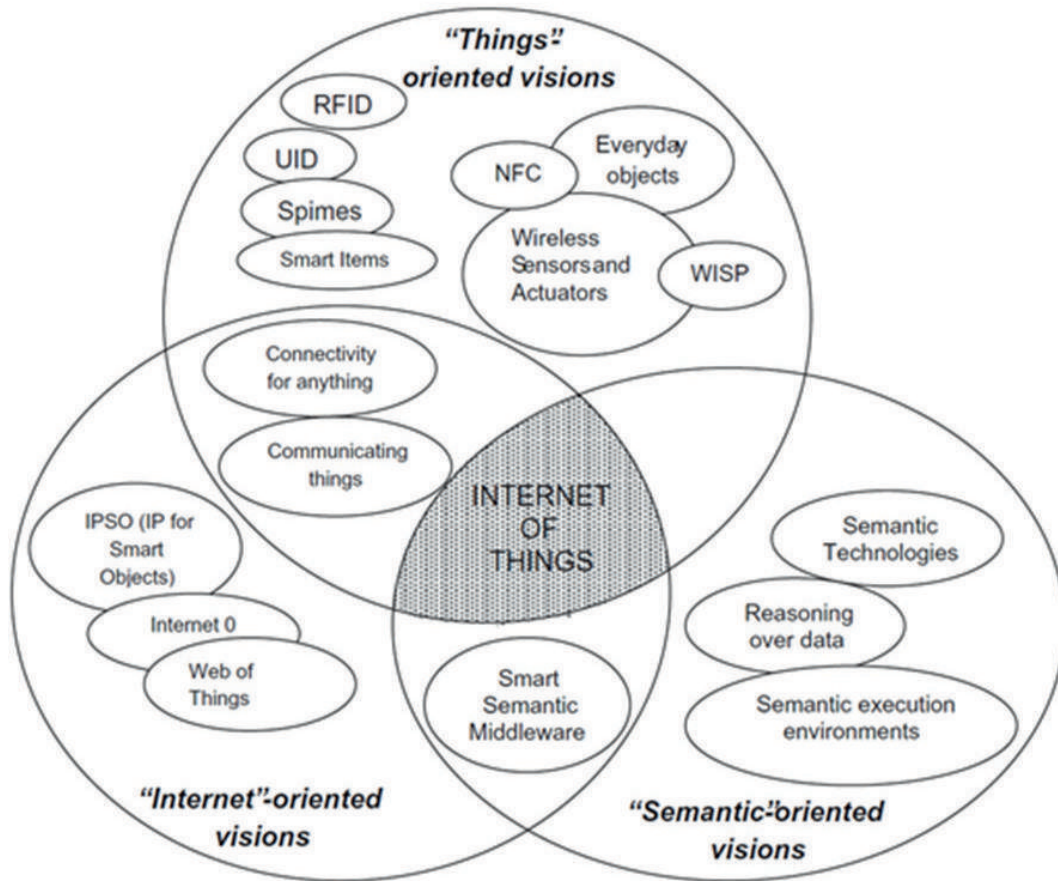 “Things”-
oriented visions
RFID
UID
Spimes
Smart Items
NFC
Everyday
objects
Wireless
Sensors and
Actuators
WISP
Connectivity
for anything
Communicating
things
INTERNET
OF
THINGS
IPSO (IP for
Smart
Objects)
Internet 0
Web of
Things
Semantic
Technologies
Reasoning
over data
Semantic execution
environments
Smart
Semantic
Middleware
“Internet”-oriented
visions
“Semantic”-oriented
visions